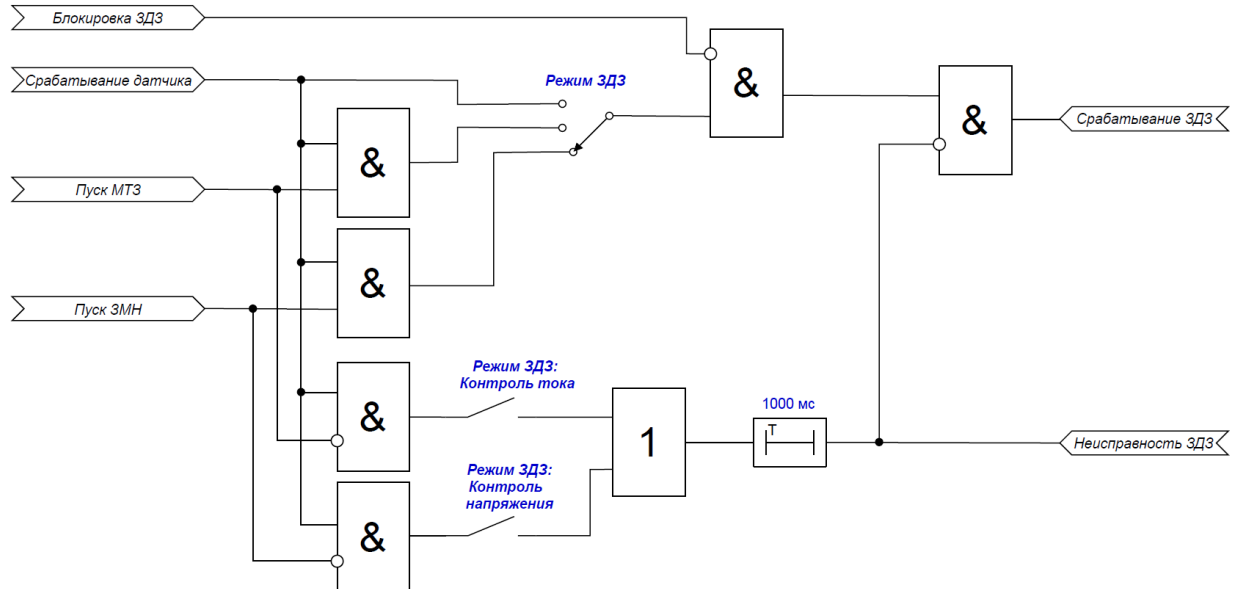 Блокировка ЗДЗ
Срабатывание датчика
Режим ЗДЗ
&
&
Срабатывание ЗДЗ
&
Пуск МТЗ
&
Пуск ЗМН
Режим ЗДЗ:
Контроль тока
&
1
1000 мс
T
Неисправность ЗДЗ
Режим ЗДЗ:
Контроль
напряжения
&